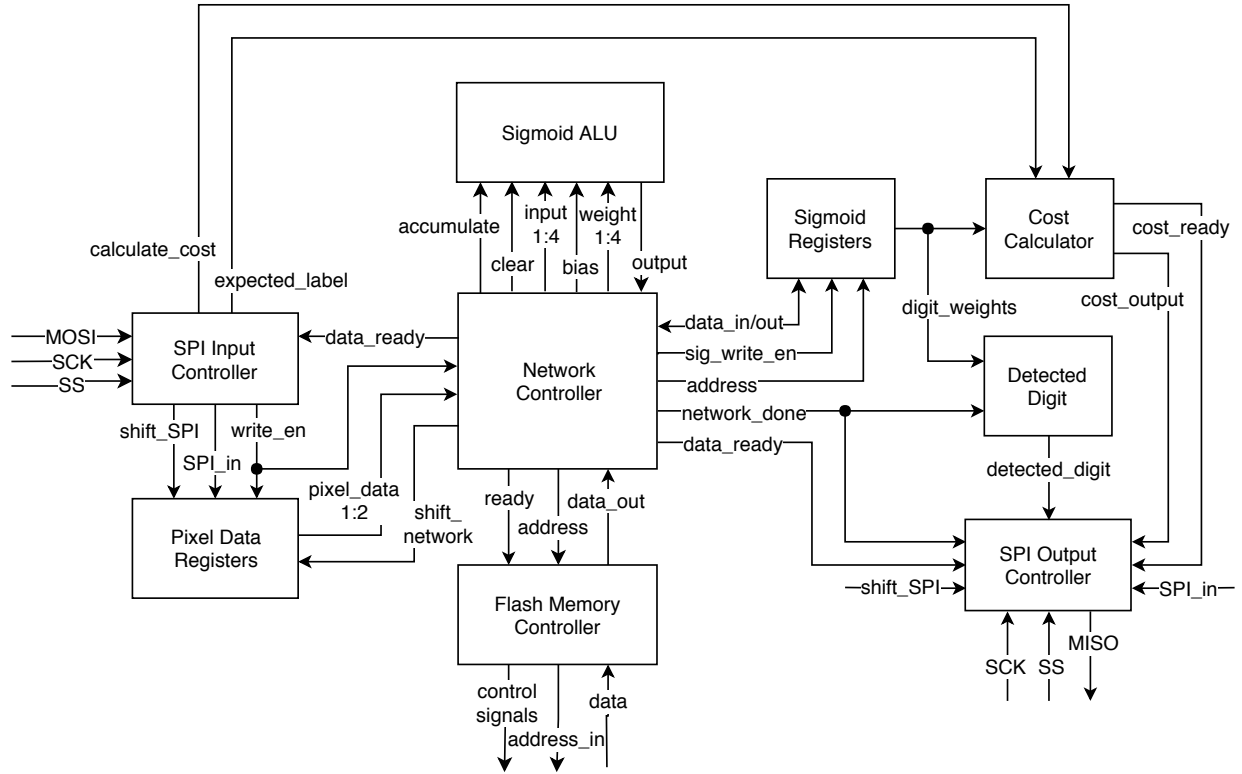 Sigmoid ALU
accumulate
clear
input
1:4
bias
weight
1:4
output
calculate_cost
expected_label
Sigmoid
Registers
Cost
Calculator
cost_ready
cost_output
digit_weights
MOSI
SCK
SS
SPI Input
Controller
data_ready
Network
Controller
data_in/out
sig_write_en
address
network_done
data_ready
Detected
Digit
detected_digit
shift_SPI
SPI_in
write_en
pixel_data
1:2
shift_
network
Pixel Data
Registers
ready
address
data_out
Flash Memory
Controller
control
signals
address_in
data
SPI Output
Controller
shift_SPI
SPI_in
SCK
SS
MISO